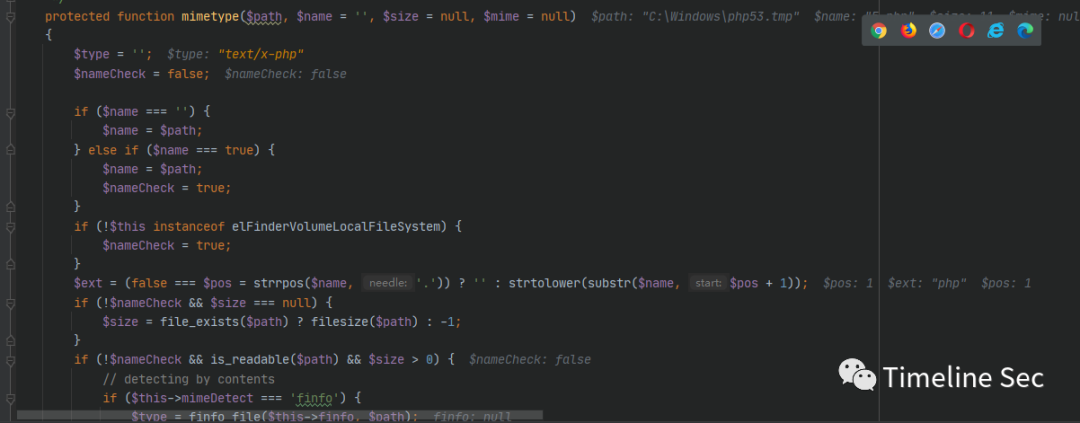 protected function mimetype($path, $name = '', $size = null, $mime = null)  $path: "C:\Windows\php53.tmp"
{
$type = '';  $type: "text/x-php"
$nameCheck = false;  $nameCheck: false
if ($name === '') {
$name = $path;
} else if ($name === true) {
$name = $path;
$nameCheck = true;
}
if (!$this instanceof elFinderVolumeLocalFileSystem) {
$nameCheck = true;
}
$ext = (false === $pos = strrpos($name, needle: '.')) ? '' : strtolower(substr($name, start: $pos + 1));  $pos: 1  $ext: "php"  $pos: 1
if (!$nameCheck && $size === null) {
$size = file_exists($path) ? filesize($path) : -1;
}
if (!$nameCheck && is_readable($path) && $size > 0) {  $nameCheck: false
// detecting by contents
if ($this->mimeDetect === 'finfo') {
$type = finfo_file($this->finfo, $path);  finfo: null
Timeline Sec